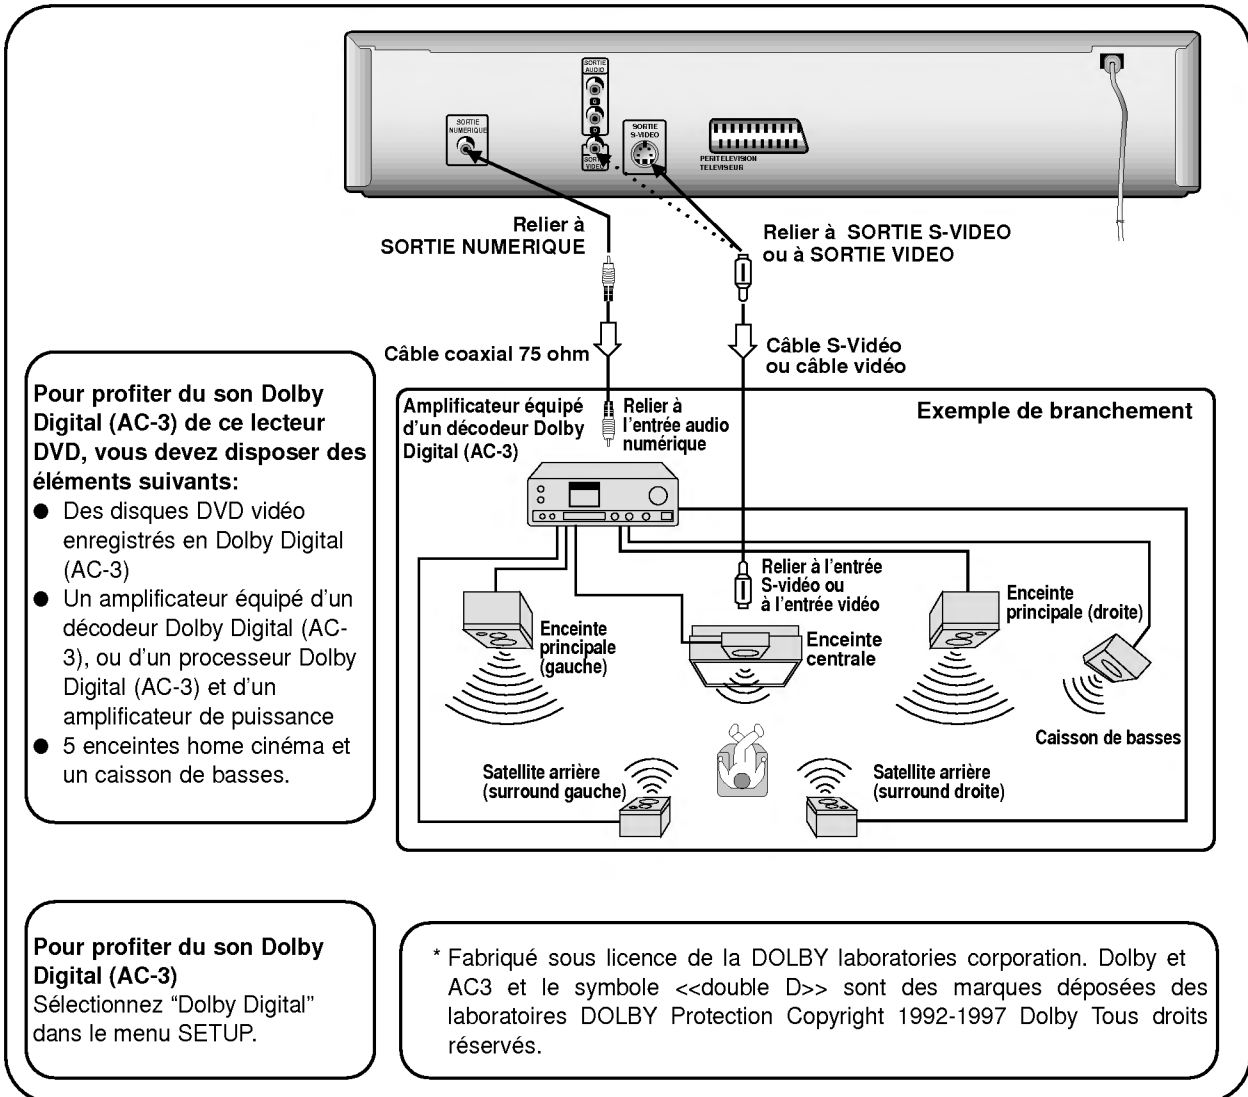 SORTIE
AUDIO
G
D
SORTIE
VIDEO
SORTIE
NUMERIQUE
SORTIE
S-VIDEO
PERITELEVISION
TELEVISEUR
Relier à
SORTIE NUMERIQUE
Relier à SORTIE S-VIDEO
ou à SORTIE VIDEO
Câble coaxial 75 ohm
Câble S-Vidéo
ou câble vidéo
Pour profiter du son Dolby
Digital (AC-3) de ce lecteur
DVD, vous devez disposer des
éléments suivants:
● Des disques DVD vidéo
enregistrés en Dolby Digital
(AC-3)
● Un amplificateur équipé d'un
décodeur Dolby Digital (AC-
3), ou d'un processeur Dolby
Digital (AC-3) et d'un
amplificateur de puissance
● 5 enceintes home cinéma et
un caisson de basses.
Amplificateur équipé
d'un décodeur Dolby
Digital (AC-3)
Relier à
l'entrée audio
numérique
Exemple de branchement
Relier à l'entrée
S-vidéo ou
à l'entrée vidéo
Enceinte
principale
(gauche)
Enceinte
centrale
Enceinte
principale (droite)
Caisson de basses
Satellite arrière
(surround gauche)
Satellite arrière
(surround droite)
Pour profiter du son Dolby
Digital (AC-3)
Sélectionnez “Dolby Digital”
dans le menu SETUP.
* Fabriqué sous licence de la DOLBY laboratories corporation. Dolby et
AC3 et le symbole <<double D>> sont des marques déposées des
laboratoires DOLBY Protection Copyright 1992-1997 Dolby Tous droits
réservés.